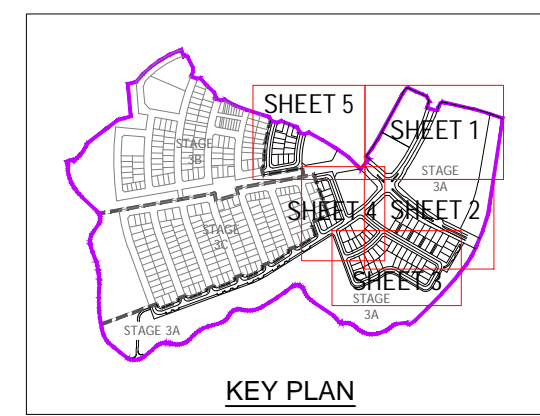 SHEET 5
SHEET 1
STAGE
3B
STAGE
3A
SHEET 4
SHEET 2
STAGE
3C
SHEET 3
STAGE
3A
STAGE 3A
KEY PLAN